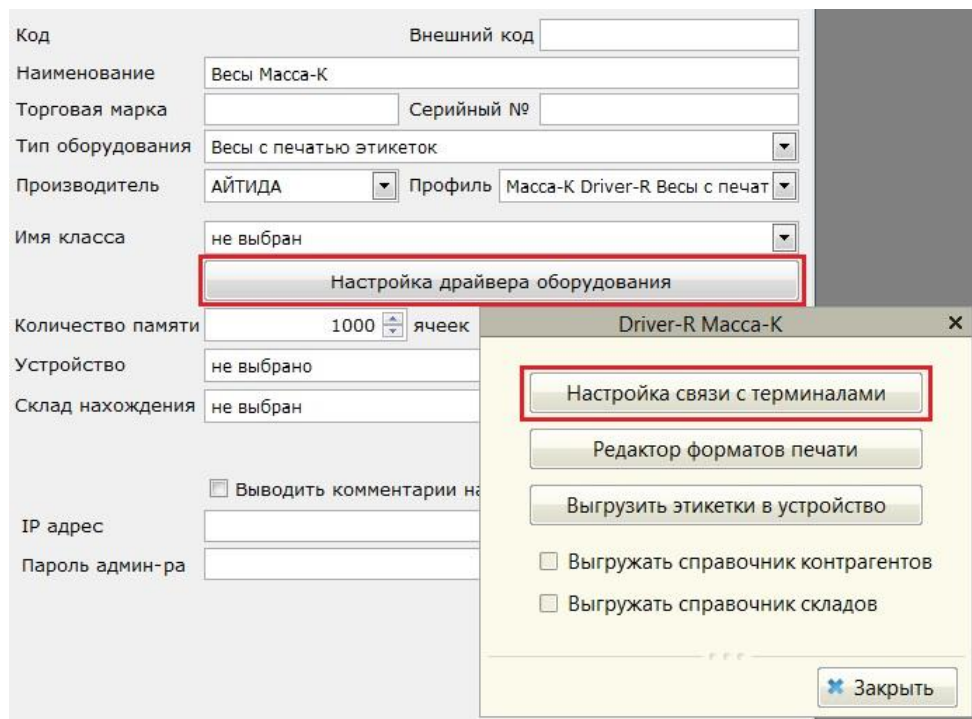 Код Внешний код
Наименование Весы Масса-К
Торговая марка Серийный №
Тип оборудования Весы с печатью этикеток
Производитель АЙТИДА Профиль Масса-К Driver-R Весы с печат
Имя класса не выбран
Настройка драйвера оборудования
Количество памяти 1000 ячеек
Устройство не выбрано
Склад нахождения не выбран
Выводить комментарии на
IP адрес
Пароль админ-ра
Driver-R Масса-К
Настройка связи с терминалами
Редактор форматов печати
Выгрузить этикетки в устройство
Выгружать справочник контрагентов
Выгружать справочник складов
Закрыть